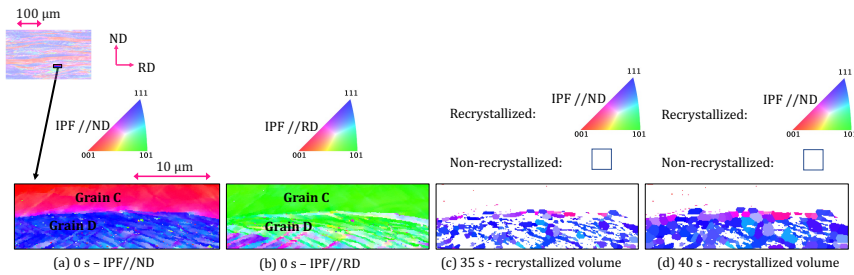 100 µm
ND
RD
111
IPF //ND
001 101
10 µm
Grain C
Grain D
(a) 0 s – IPF//ND
111
IPF //RD
001 101
Grain C
Grain D
(b) 0 s – IPF//RD
111
Recrystallized:
IPF //ND
001 101
Non-recrystallized:
(c) 35 s - recrystallized volume
111
Recrystallized:
IPF //ND
001 101
Non-recrystallized:
(d) 40 s - recrystallized volume